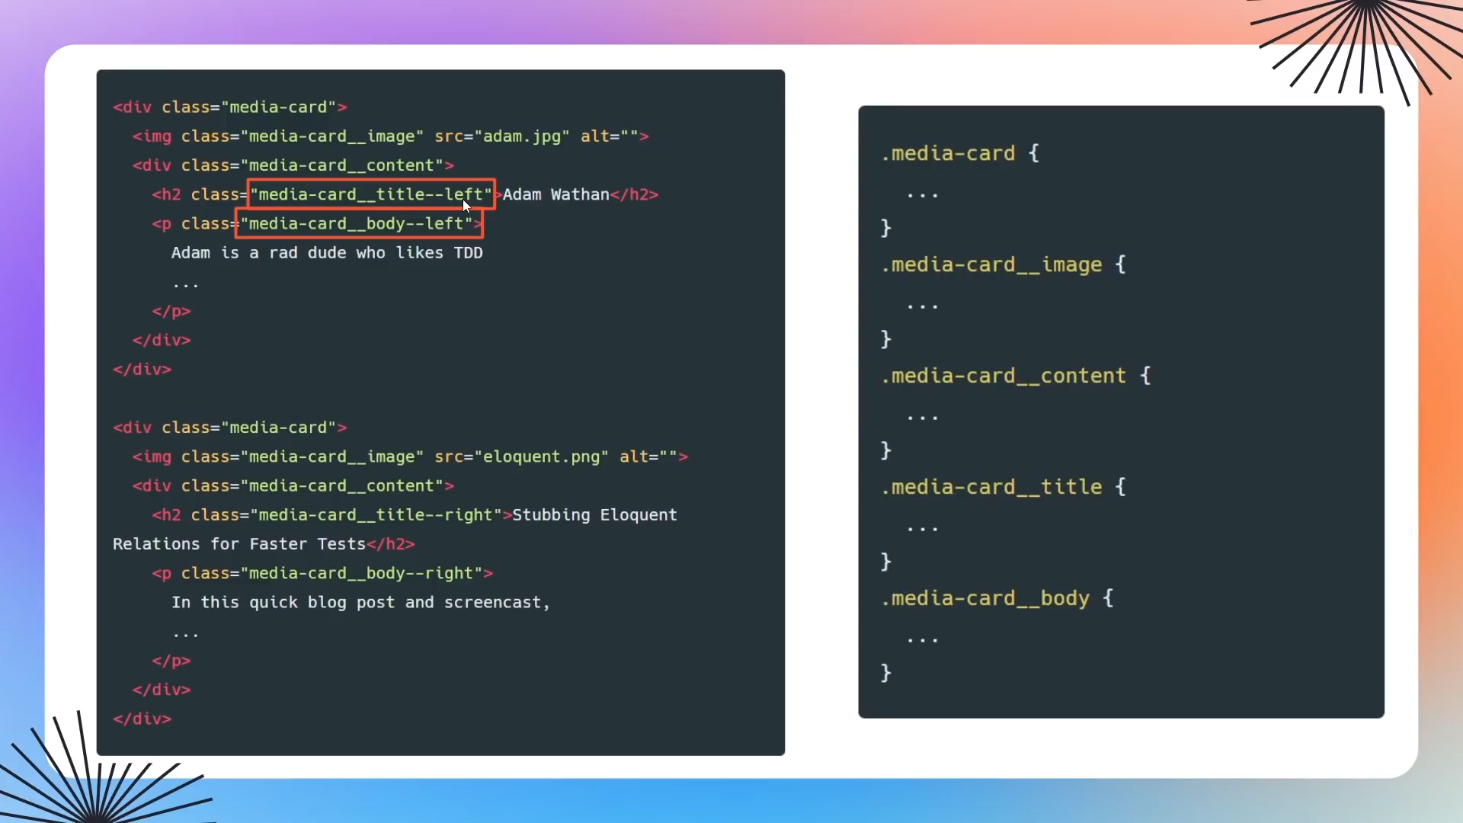 <div class="media-card">
<img class="media-card__image" src="adam.jpg" alt="">
<div class="media-card__content">
<h2 class="media-card__title--left">Adam Wathan</h2>
<p class="media-card__body--left">
Adam is a rad dude who likes TDD
...
</p>
</div>
</div>
<div class="media-card">
<img class="media-card__image" src="eloquent.png" alt="">
<div class="media-card__content">
<h2 class="media-card__title--right">Stubbing Eloquent
Relations for Faster Tests</h2>
<p class="media-card__body--right">
In this quick blog post and screencast,
...
</p>
</div>
</div>
.media-card {
...
}
.media-card__image {
...
}
.media-card__content {
...
}
.media-card__title {
...
}
.media-card__body {
...
}